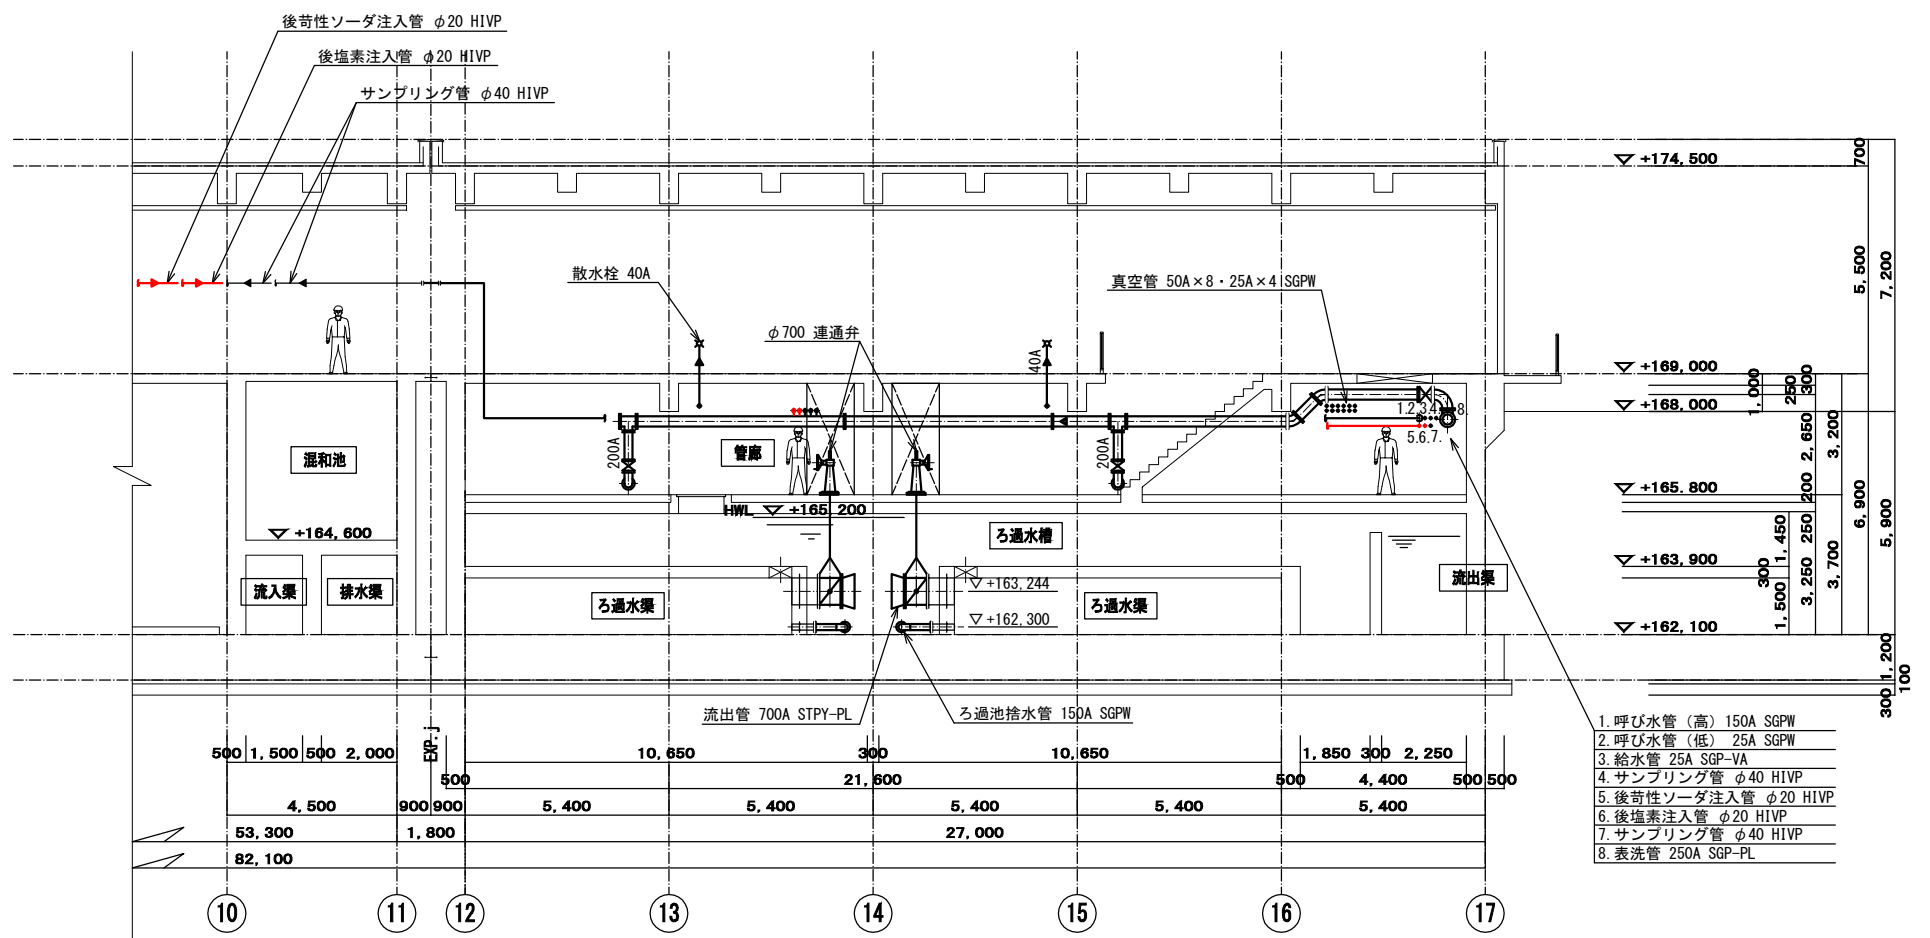 後苛性ソーダ注入管 φ20 HIVP
後塩素注入管 φ20 HIVP
サンプリング管 φ40 HIVP
散水栓 40A
φ700 連通弁
真空管 50A×8・25A×4 SGPW
40A
200A
200A
1.2.3.4.
8.
5.6.7.
混和池
管廊
+164,600
HWL +165,200
ろ過水槽
流入渠
排水渠
ろ過水渠
ろ過水渠
流出渠
+163,244
+162,300
流出管 700A STPY-PL
ろ過池捨水管 150A SGPW
+174,500
+169,000
+168,000
+165.800
+163,900
+162,100
700
5,500
7,200
1,000
250
300
2,650
3,200
200
250
1,450
300
1,500
3,250
3,700
6,900
5,900
1,200
300
100
1.呼び水管（高）150A SGPW
2.呼び水管（低） 25A SGPW
3.給水管 25A SGP-VA
4.サンプリング管 φ40 HIVP
5.後苛性ソーダ注入管 φ20 HIVP
6.後塩素注入管 φ20 HIVP
7.サンプリング管 φ40 HIVP
8.表洗管 250A SGP-PL
EXP.j
500 1,500 500 2,000 10,650 300 10,650 1,850 300 2,250
500 21,600 500 4,400 500 500
4,500 900 900 5,400 5,400 5,400 5,400 5,400
53,300 1,800 27,000
82,100
10 11 12 13 14 15 16 17